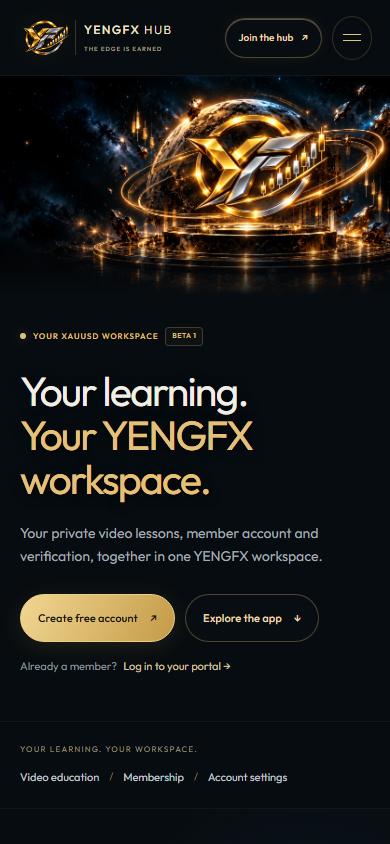 YENGFX HUB
THE EDGE IS EARNED
Join the hub ↗
YOUR XAUUSD WORKSPACE BETA 1
Your learning.
Your YENGFX
workspace.
Your private video lessons, member account and
verification, together in one YENGFX workspace.
Create free account ↗ Explore the app ↓
Already a member? Log in to your portal →
YOUR LEARNING. YOUR WORKSPACE.
Video education / Membership / Account settings